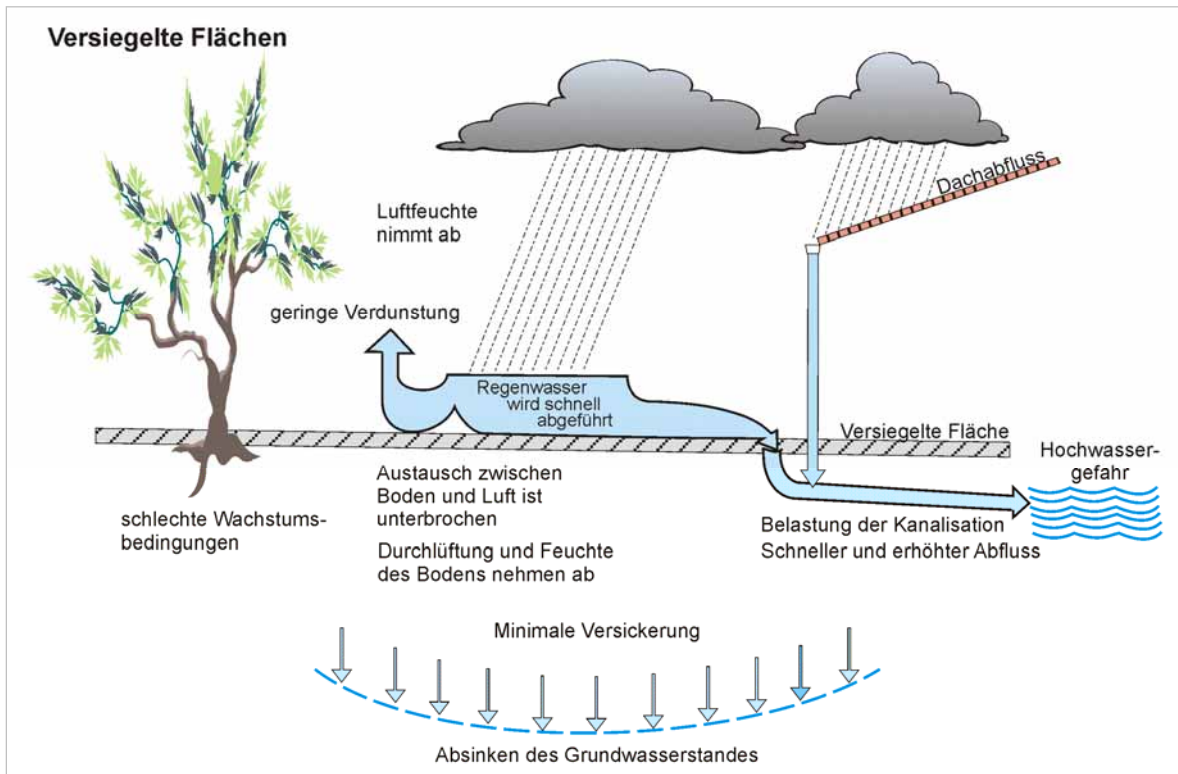 Versiegelte Flächen
Dachabfluss
Luftfeuchte
nimmt ab
geringe Verdunstung
Regenwasser
wird schnell
abgeführt
Versiegelte Fläche
Hochwasser-
gefahr
Austausch zwischen
Boden und Luft ist
unterbrochen
Durchlüftung und Feuchte
des Bodens nehmen ab
schlechte Wachstums-
bedingungen
Belastung der Kanalisation
Schneller und erhöhter Abfluss
Minimale Versickerung
Absinken des Grundwasserstandes